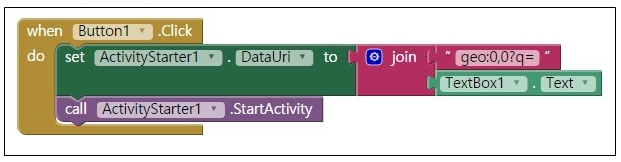 when Button1 .Click
do set ActivityStarter1 . DataUri to join " geo:0,0?q= "
TextBox1 . Text
call ActivityStarter1 .StartActivity